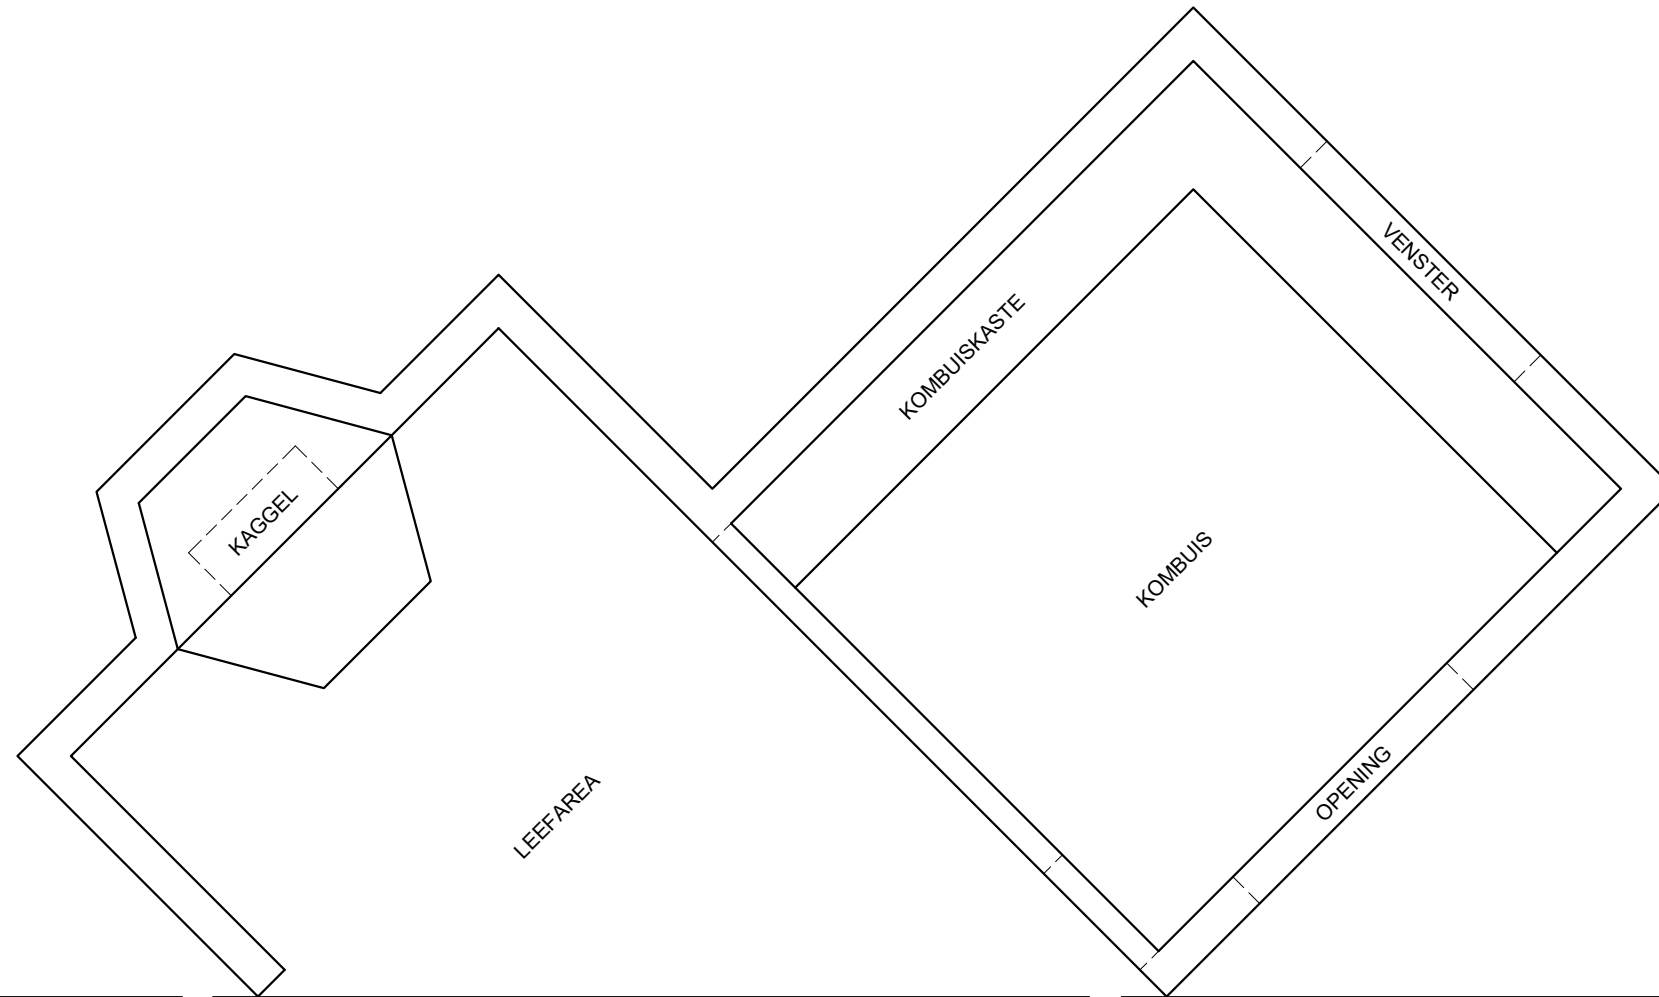 VENSTER
KOMBUISKASTE
KAGGEL
KOMBUIS
LEEFAREA
OPENING